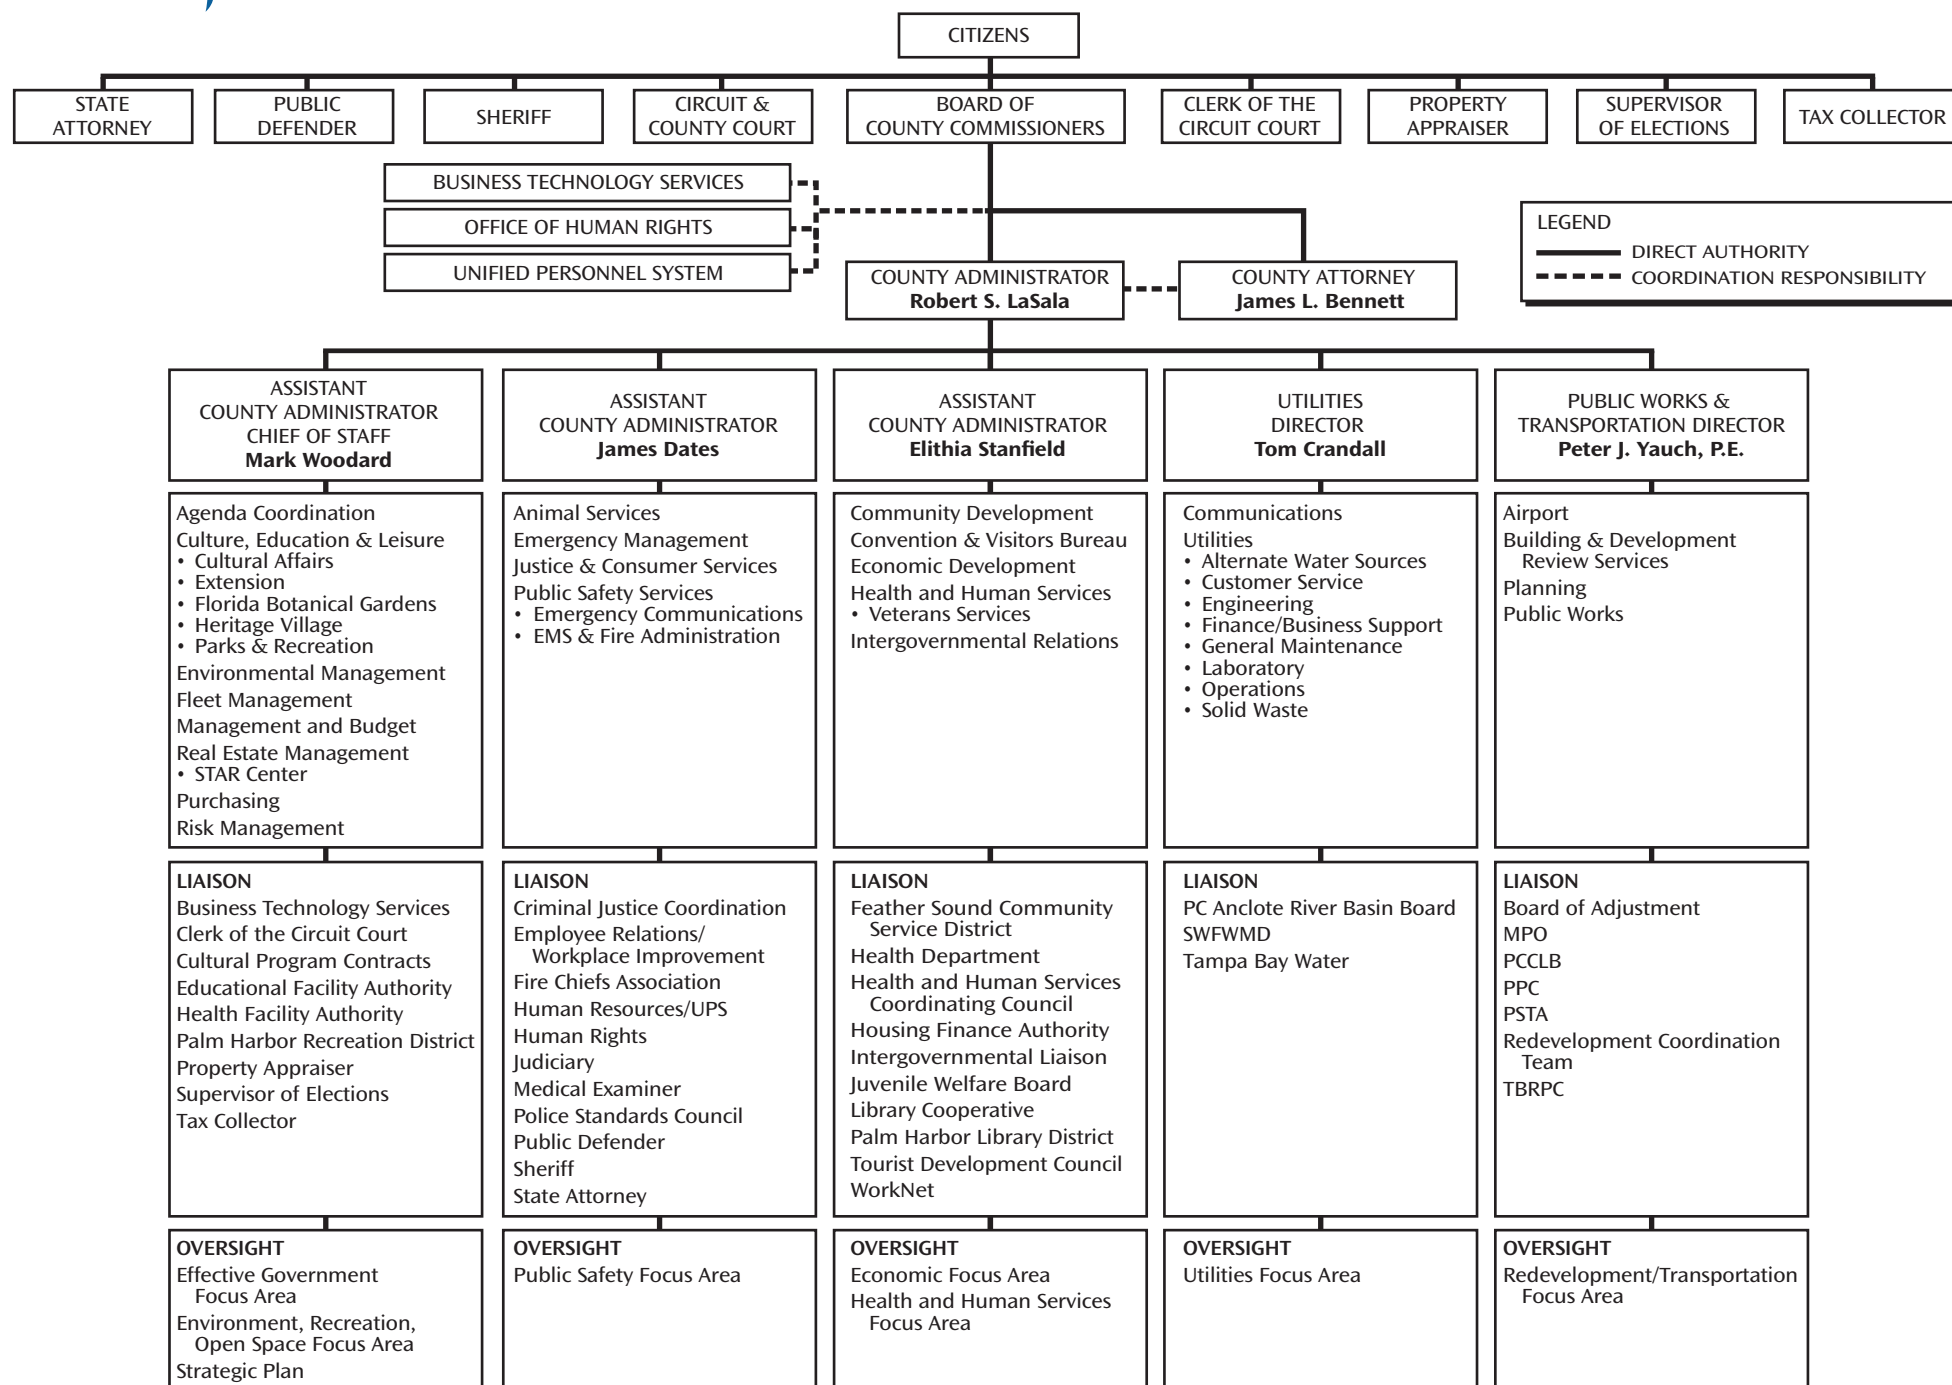 CITIZENS
STATE
ATTORNEY
PUBLIC
DEFENDER
SHERIFF
CIRCUIT &
COUNTY COURT
BOARD OF
COUNTY COMMISSIONERS
CLERK OF THE
CIRCUIT COURT
PROPERTY
APPRAISER
SUPERVISOR
OF ELECTIONS
TAX COLLECTOR
BUSINESS TECHNOLOGY SERVICES
OFFICE OF HUMAN RIGHTS
UNIFIED PERSONNEL SYSTEM
LEGEND
DIRECT AUTHORITY
COORDINATION RESPONSIBILITY
COUNTY ADMINISTRATOR
Robert S. LaSala
COUNTY ATTORNEY
James L. Bennett
ASSISTANT
COUNTY ADMINISTRATOR
CHIEF OF STAFF
Mark Woodard
Agenda Coordination
Culture, Education & Leisure
• Cultural Affairs
• Extension
• Florida Botanical Gardens
• Heritage Village
• Parks & Recreation
Environmental Management
Fleet Management
Management and Budget
Real Estate Management
• STAR Center
Purchasing
Risk Management
LIAISON
Business Technology Services
Clerk of the Circuit Court
Cultural Program Contracts
Educational Facility Authority
Health Facility Authority
Palm Harbor Recreation District
Property Appraiser
Supervisor of Elections
Tax Collector
OVERSIGHT
Effective Government
Focus Area
Environment, Recreation,
Open Space Focus Area
Strategic Plan
ASSISTANT
COUNTY ADMINISTRATOR
James Dates
Animal Services
Emergency Management
Justice & Consumer Services
Public Safety Services
• Emergency Communications
• EMS & Fire Administration
LIAISON
Criminal Justice Coordination
Employee Relations/
Workplace Improvement
Fire Chiefs Association
Human Resources/UPS
Human Rights
Judiciary
Medical Examiner
Police Standards Council
Public Defender
Sheriff
State Attorney
OVERSIGHT
Public Safety Focus Area
ASSISTANT
COUNTY ADMINISTRATOR
Elithia Stanfield
Community Development
Convention & Visitors Bureau
Economic Development
Health and Human Services
• Veterans Services
Intergovernmental Relations
LIAISON
Feather Sound Community
Service District
Health Department
Health and Human Services
Coordinating Council
Housing Finance Authority
Intergovernmental Liaison
Juvenile Welfare Board
Library Cooperative
Palm Harbor Library District
Tourist Development Council
WorkNet
OVERSIGHT
Economic Focus Area
Health and Human Services
Focus Area
UTILITIES
DIRECTOR
Tom Crandall
Communications
Utilities
• Alternate Water Sources
• Customer Service
• Engineering
• Finance/Business Support
• General Maintenance
• Laboratory
• Operations
• Solid Waste
LIAISON
PC Anclote River Basin Board
SWFWMD
Tampa Bay Water
OVERSIGHT
Utilities Focus Area
PUBLIC WORKS &
TRANSPORTATION DIRECTOR
Peter J. Yauch, P.E.
Airport
Building & Development
Review Services
Planning
Public Works
LIAISON
Board of Adjustment
MPO
PCCLB
PPC
PSTA
Redevelopment Coordination
Team
TBRPC
OVERSIGHT
Redevelopment/Transportation
Focus Area